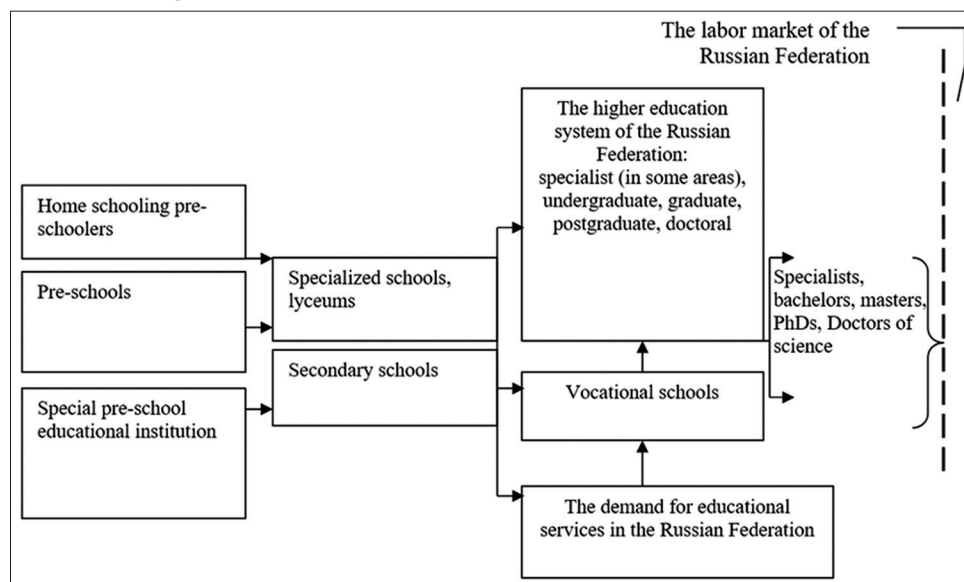 The labor market of the
Russian Federation
The higher education
system of the Russian
Federation:
specialist (in some areas),
undergraduate, graduate,
postgraduate, doctoral
Home schooling pre-
schoolers
Pre-schools
Special pre-school
educational institution
Specialized schools,
lyceums
Secondary schools
Vocational schools
The demand for educational
services in the Russian Federation
Specialists,
bachelors, masters,
PhDs, Doctors of
science